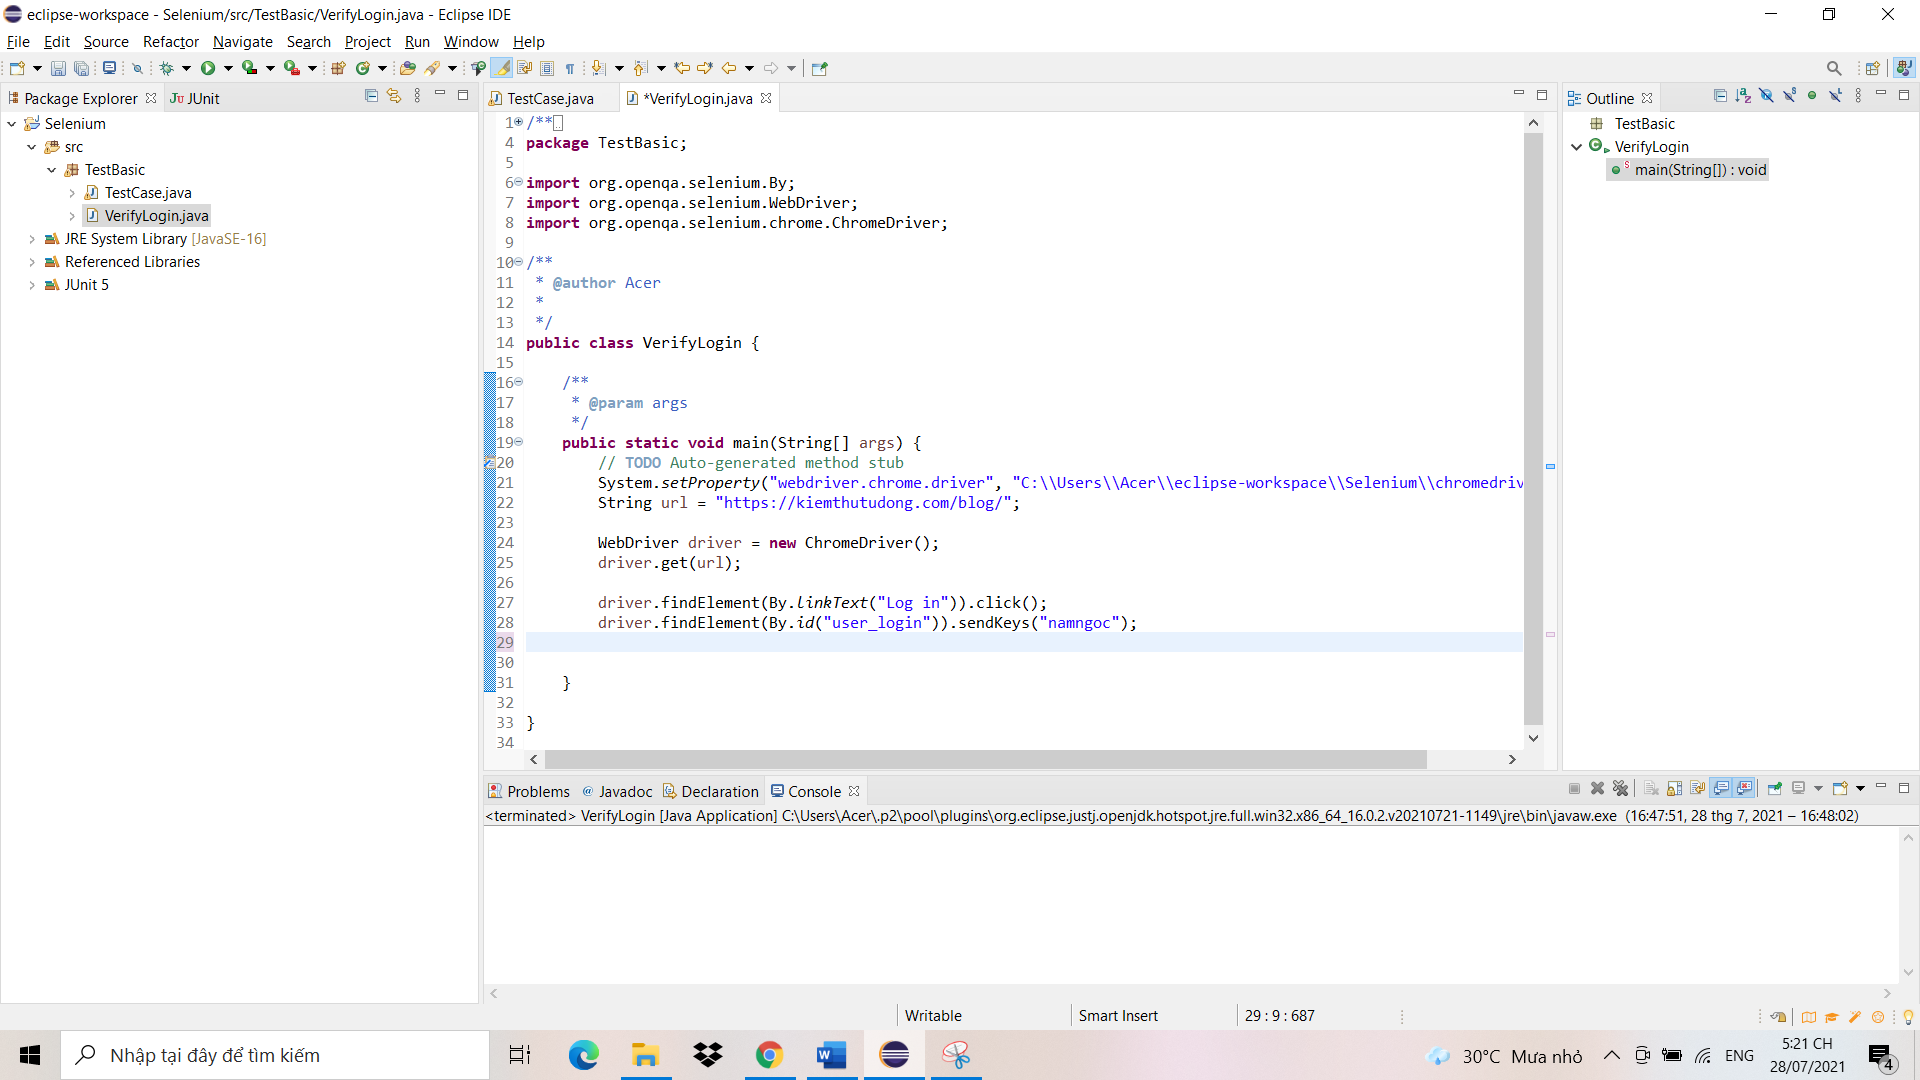 eclipse-workspace - Selenium/src/TestBasic/VerifyLogin.java - Eclipse IDE
File Edit Source Refactor Navigate Search Project Run Window Help
Package Explorer JUnit
Selenium
src
TestBasic
TestCase.java
VerifyLogin.java
JRE System Library [JavaSE-16]
Referenced Libraries
JUnit 5
TestCase.java *VerifyLogin.java
1 /**
4 package TestBasic;
5
6 import org.openqa.selenium.By;
7 import org.openqa.selenium.WebDriver;
8 import org.openqa.selenium.chrome.ChromeDriver;
9
10 /**
11 * @author Acer
12 *
13 */
14 public class VerifyLogin {
15
16 /**
17 * @param args
18 */
19 public static void main(String[] args) {
20 // TODO Auto-generated method stub
21 System.setProperty("webdriver.chrome.driver", "C:\\Users\\Acer\\eclipse-workspace\\Selenium\\chromedriv
22 String url = "https://kiemthutudong.com/blog/";
23
24 WebDriver driver = new ChromeDriver();
25 driver.get(url);
26
27 driver.findElement(By.linkText("Log in")).click();
28 driver.findElement(By.id("user_login")).sendKeys("namngoc");
29
30
31 }
32
33 }
34
Outline
TestBasic
VerifyLogin
main(String[]) : void
Problems @ Javadoc Declaration Console
<terminated> VerifyLogin [Java Application] C:\Users\Acer\.p2\pool\plugins\org.eclipse.justj.openjdk.hotspot.jre.full.win32.x86_64_16.0.2.v20210721-1149\jre\bin\javaw.exe (16:47:51, 28 thg 7, 2021 – 16:48:02)
Writable Smart Insert 29 : 9 : 687
Nhập tại đây để tìm kiếm
30°C Mưa nhỏ
ENG
5:21 CH
28/07/2021
4